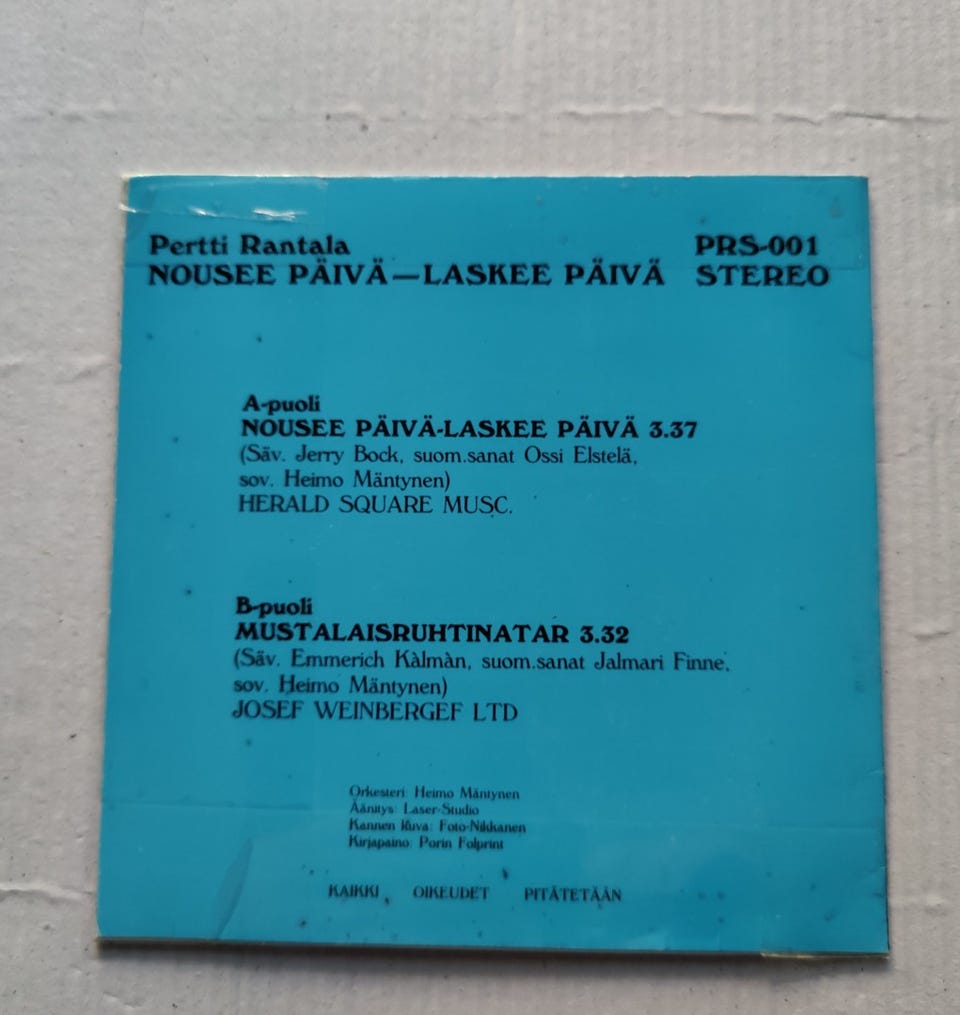 Pertti Rantala PRS-001
NOUSEE PÄIVÄ—LASKEE PÄIVÄ STEREO
A-puoli
NOUSEE PÄIVÄ-LASKEE PÄIVÄ 3.37
(Säv. Jerry Bock, suom.sanat Ossi Elstelä,
sov. Heimo Mäntynen)
HERALD SQUARE MUSC.
B-puoli
MUSTALAISRUHTINATAR 3.32
(Säv. Emmerich Kàlmàn, suom.sanat Jalmari Finne,
sov. Heimo Mäntynen)
JOSEF WEINBERGEF LTD
Orkesteri: Heimo Mäntynen
Äänitys: Laser-Studio
Kannen kuva: Foto-Nikkanen
Kirjapaino: Porin Folprint
KAIKKI OIKEUDET PITÄTETÄÄN